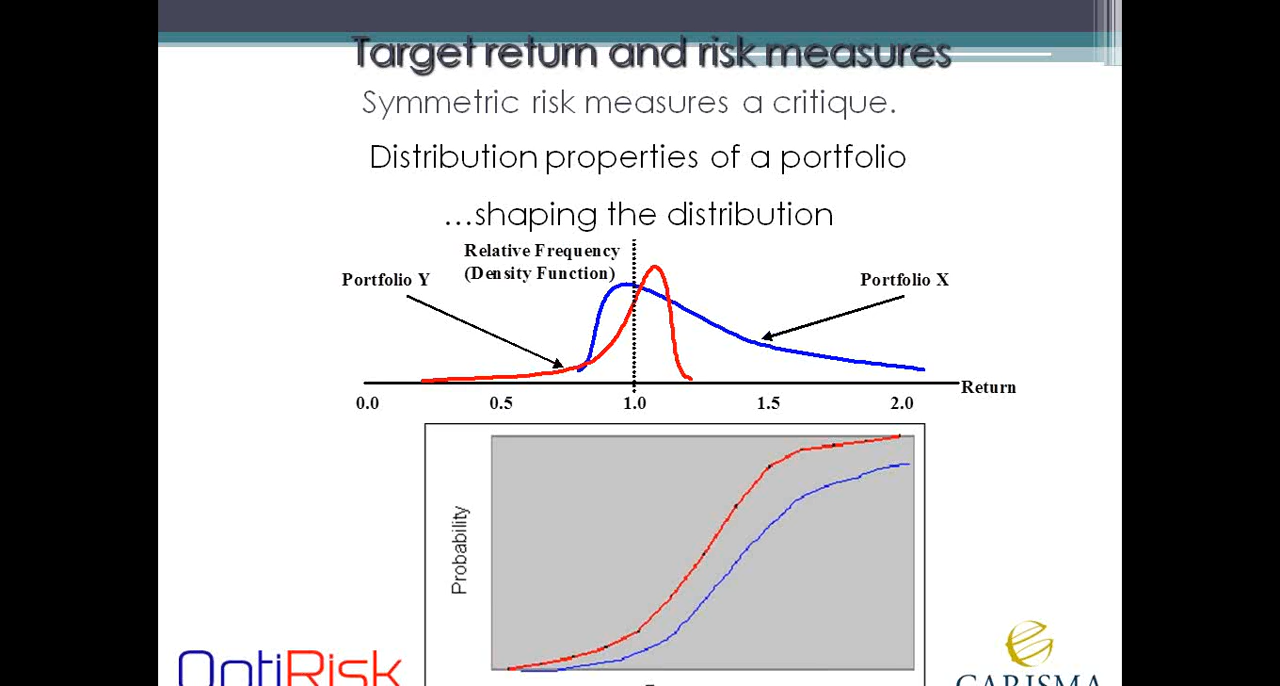 Target return and risk measures
Symmetric risk measures a critique.
Distribution properties of a portfolio
...shaping the distribution
Relative Frequency
(Density Function)
Portfolio Y
Portfolio X
Return
0.0 0.5 1.0 1.5 2.0
Probability
OptiRisk
CARISMA